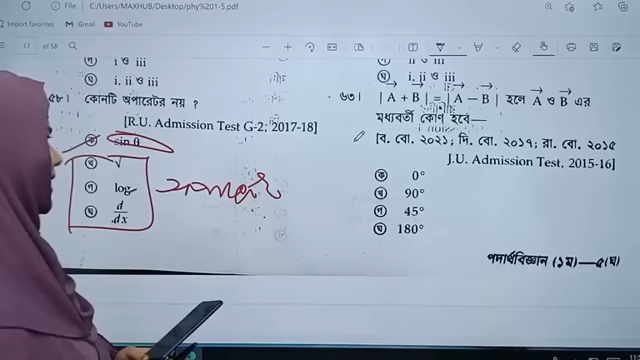 File
C:/Users/MAXHUB/Desktop/phy%201-5.pdf
Import favorites
Gmail
YouTube
17 of 58
গ i ও iii
ঘ i, ii ও iii
৫৮। কোনটি অপারেটর নয় ?
[R.U. Admission Test G-2; 2017-18]
ক sin θ
খ √
গ log
ঘ d/dx
গ ii ও iii
ঘ i, ii ও iii
৬৩। |A + B| = |A − B| হলে A ও B এর
মধ্যবর্তী কোণ হবে—
[ব. বো. ২০২১; দি. বো. ২০১৭; রা. বো. ২০১৫
J.U. Admission Test, 2015-16]
ক 0°
খ 90°
গ 45°
ঘ 180°
পদার্থবিজ্ঞান (১ম)—৫(ঘ)